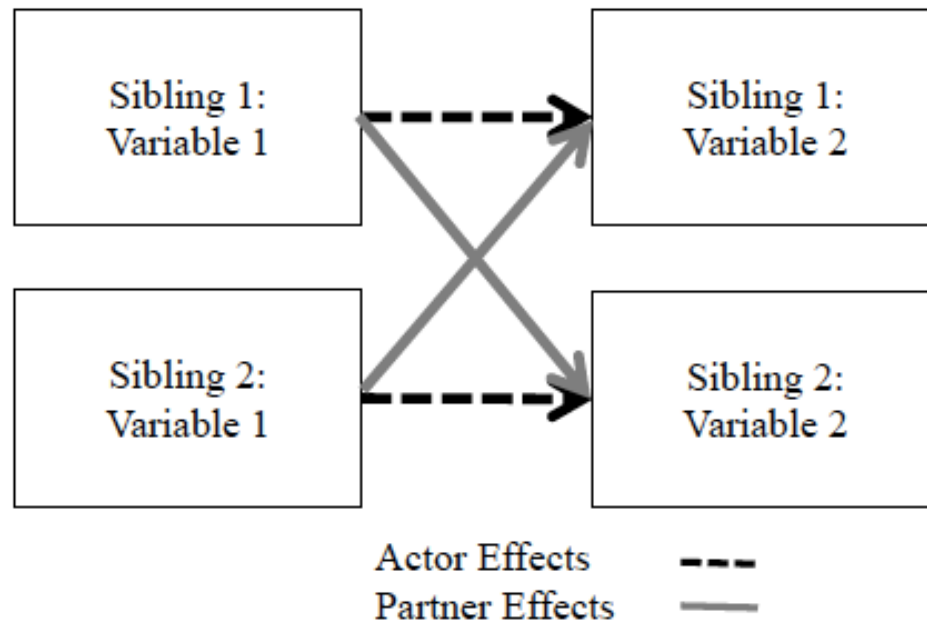 Sibling 1:
Variable 1
Sibling 1:
Variable 2
Sibling 2:
Variable 1
Sibling 2:
Variable 2
Actor Effects
Partner Effects